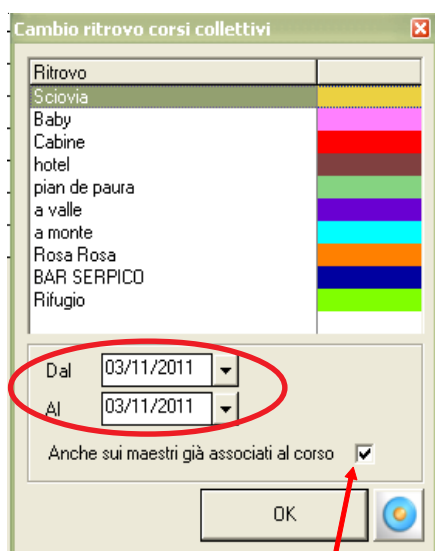 Cambio ritrovo corsi collettivi
Ritrovo
Sciovia
Baby
Cabine
hotel
pian de paura
a valle
a monte
Rosa Rosa
BAR SERPICO
Rifugio
Dal 03/11/2011
Al 03/11/2011
Anche sui maestri già associati al corso
OK